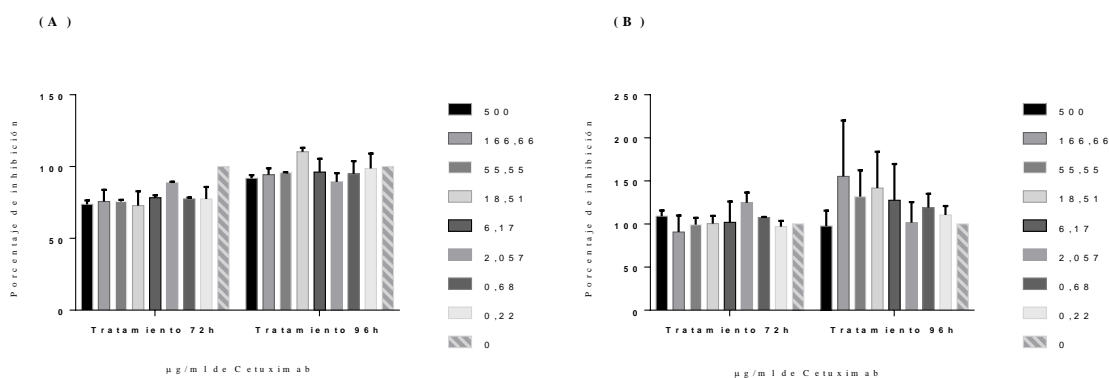 (A)
150
100
50
0
Porcentaje de inhibición
Tratamiento 72h
Tratamiento 96h
µg/ml de Cetuximab
500
166,66
55,55
18,51
6,17
2,057
0,68
0,22
0
(B)
250
200
150
100
50
0
Porcentaje de inhibición
Tratamiento 72h
Tratamiento 96h
µg/ml de Cetuximab
500
166,66
55,55
18,51
6,17
2,057
0,68
0,22
0